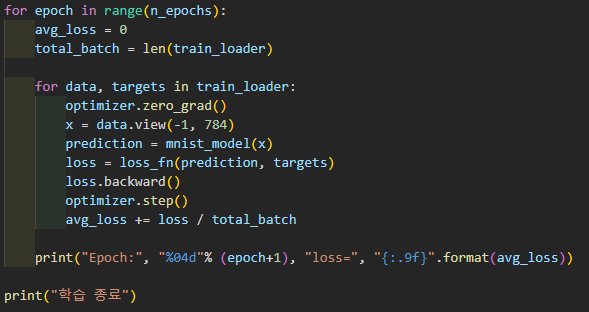 for epoch in range(n_epochs):
    avg_loss = 0
    total_batch = len(train_loader)

    for data, targets in train_loader:
        optimizer.zero_grad()
        x = data.view(-1, 784)
        prediction = mnist_model(x)
        loss = loss_fn(prediction, targets)
        loss.backward()
        optimizer.step()
        avg_loss += loss / total_batch

    print("Epoch:", "%04d"% (epoch+1), "loss=", "{:.9f}".format(avg_loss))

print("학습 종료")